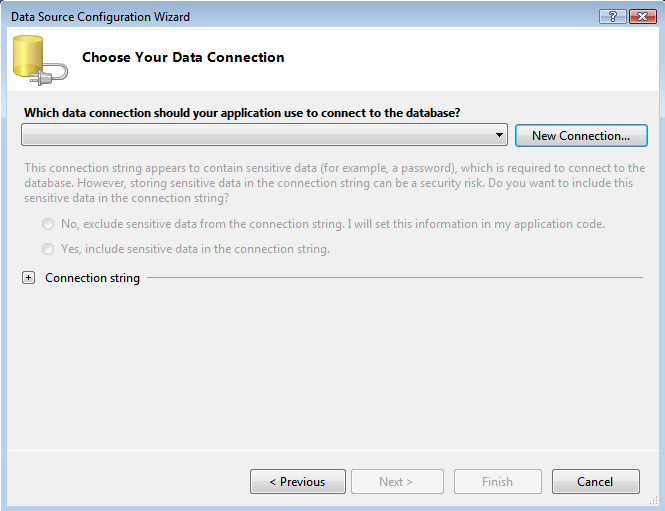 Data Source Configuration Wizard
Choose Your Data Connection
Which data connection should your application use to connect to the database?
New Connection...
This connection string appears to contain sensitive data (for example, a password), which is required to connect to the
database. However, storing sensitive data in the connection string can be a security risk. Do you want to include this
sensitive data in the connection string?
No, exclude sensitive data from the connection string. I will set this information in my application code.
Yes, include sensitive data in the connection string.
Connection string
< Previous
Next >
Finish
Cancel